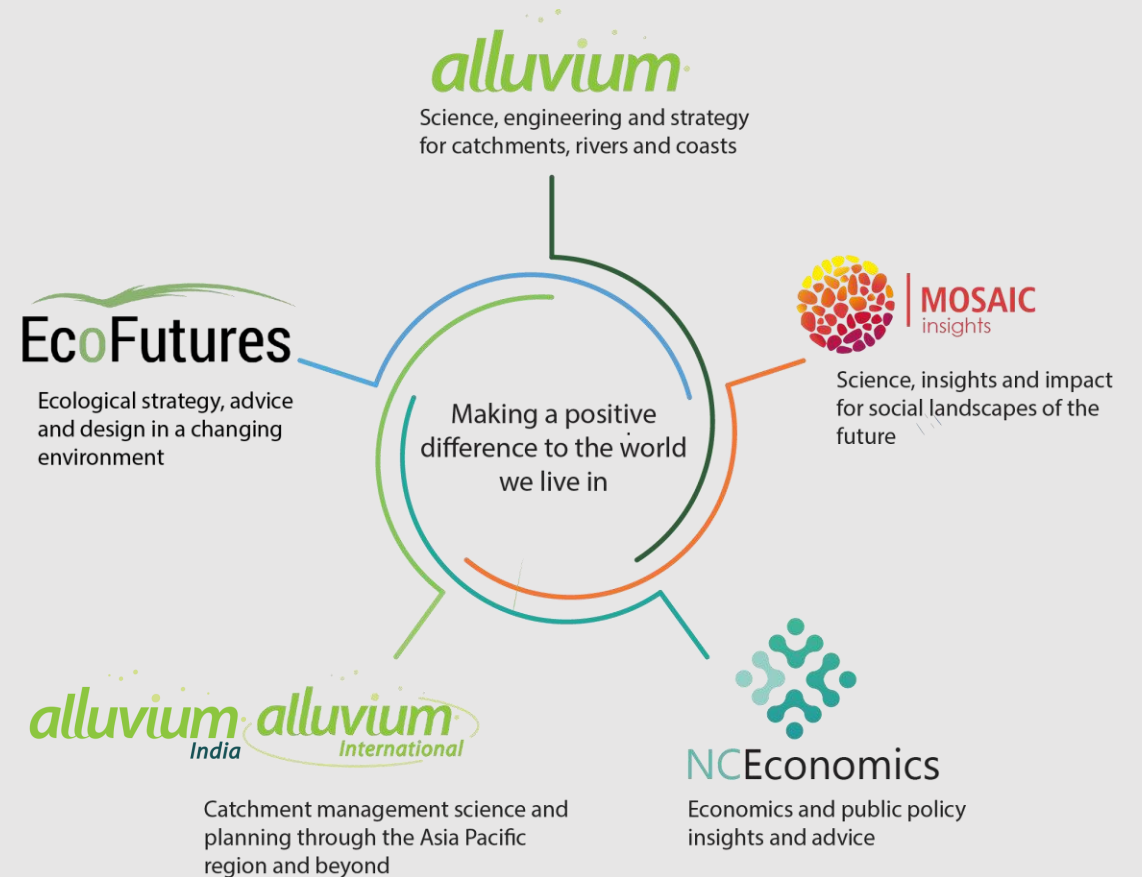 alluvium
Science, engineering and strategy
for catchments, rivers and coasts
EcoFutures
Ecological strategy, advice
and design in a changing
environment
Making a positive
difference to the world
we live in
MOSAIC
insights
Science, insights and impact
for social landscapes of the
future
alluvium
India
alluvium
International
Catchment management science and
planning through the Asia Pacific
region and beyond
NCEconomics
Economics and public policy
insights and advice